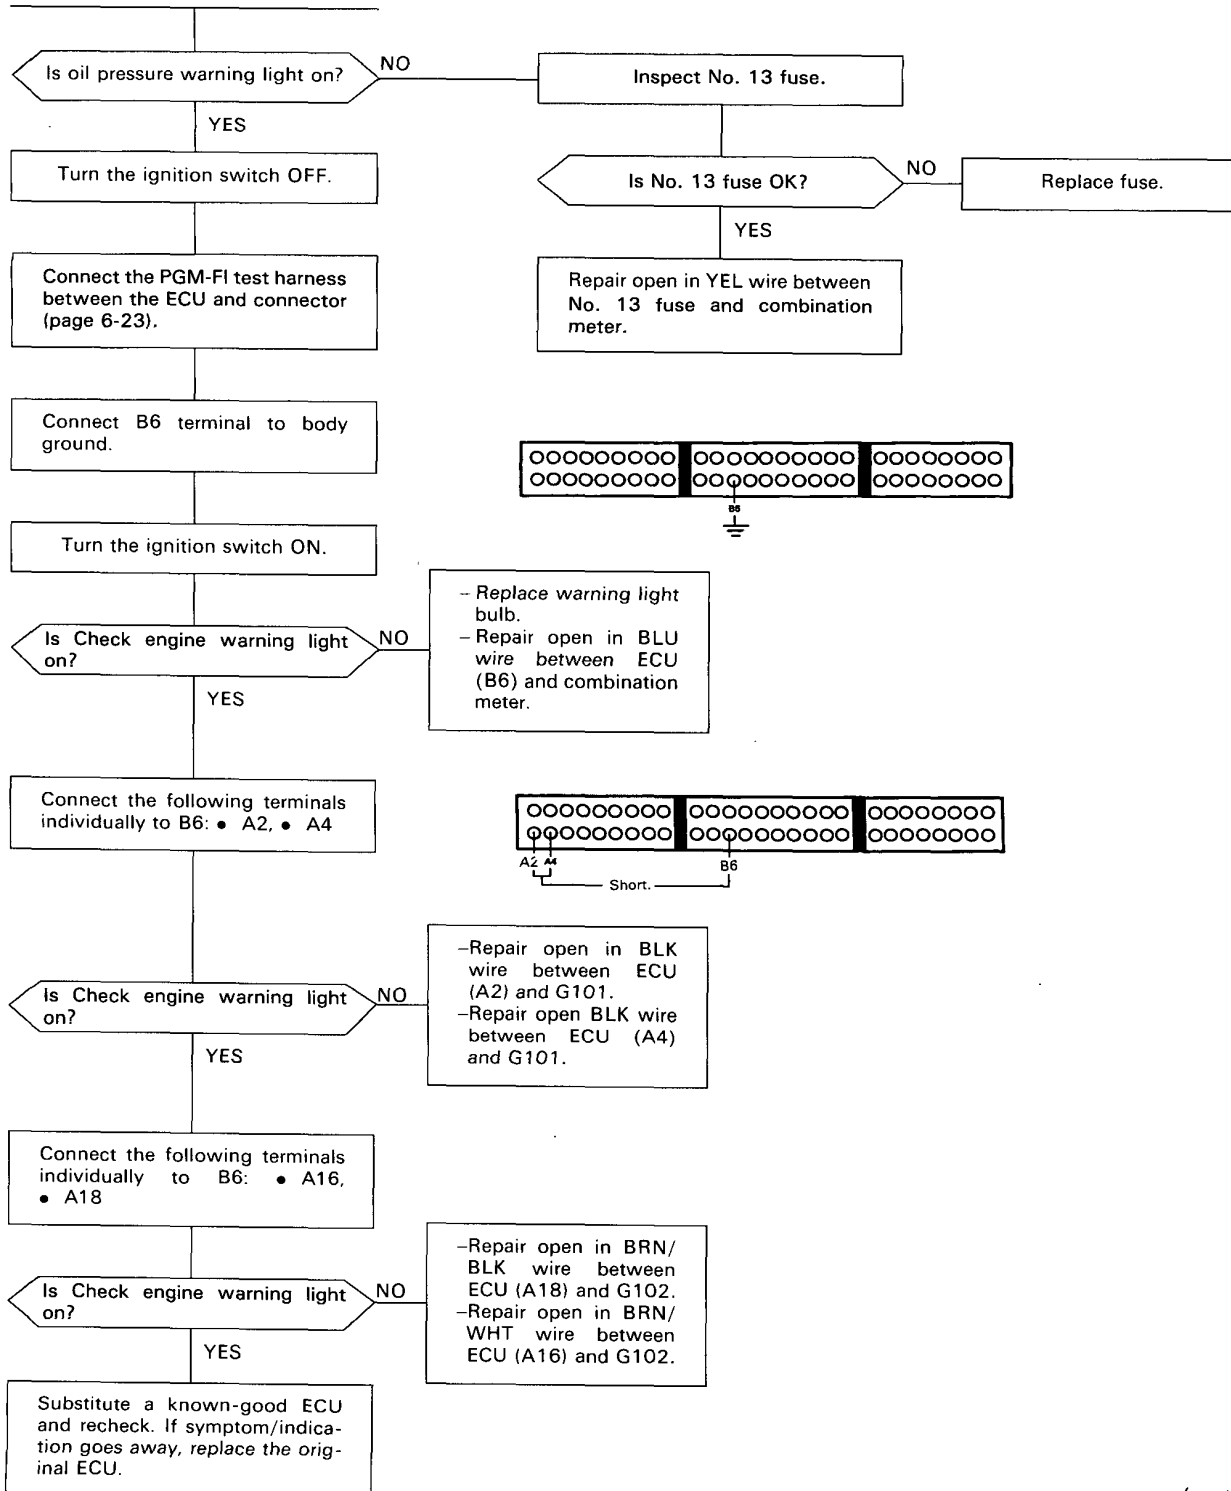 Is oil pressure warning light on?
NO
Inspect No. 13 fuse.
YES
Turn the ignition switch OFF.
Is No. 13 fuse OK?
NO
Replace fuse.
YES
Connect the PGM-FI test harness
between the ECU and connector
(page 6-23).
Repair open in YEL wire between
No. 13 fuse and combination
meter.
Connect B6 terminal to body
ground.
B6
Turn the ignition switch ON.
Is Check engine warning light
on?
NO
– Replace warning light
bulb.
– Repair open in BLU
wire between ECU
(B6) and combination
meter.
YES
Connect the following terminals
individually to B6: • A2, • A4
A2 A4 B6
Short.
Is Check engine warning light
on?
NO
–Repair open in BLK
wire between ECU
(A2) and G101.
–Repair open BLK wire
between ECU (A4)
and G101.
YES
Connect the following terminals
individually to B6: • A16,
• A18
Is Check engine warning light
on?
NO
–Repair open in BRN/
BLK wire between
ECU (A18) and G102.
–Repair open in BRN/
WHT wire between
ECU (A16) and G102.
YES
Substitute a known-good ECU
and recheck. If symptom/indica-
tion goes away, replace the orig-
inal ECU.